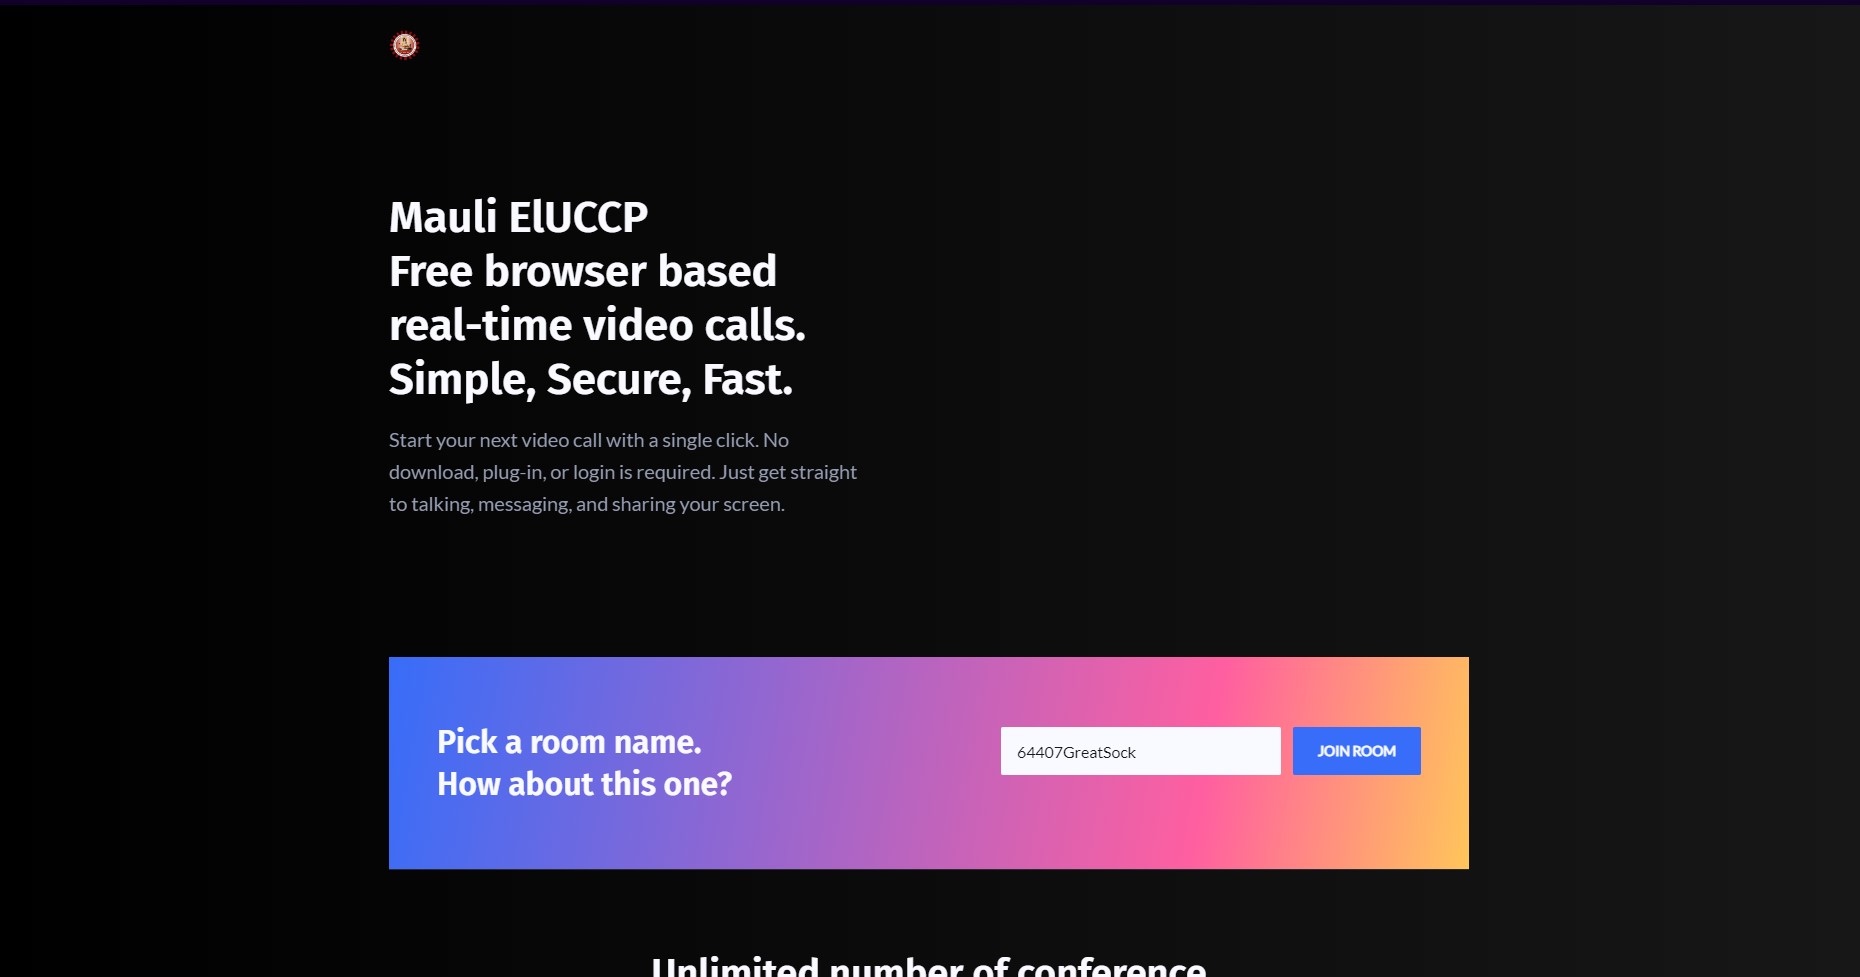 Mauli ElUCCP
Free browser based
real-time video calls.
Simple, Secure, Fast.
Start your next video call with a single click. No
download, plug-in, or login is required. Just get straight
to talking, messaging, and sharing your screen.
Pick a room name.
How about this one?
64407GreatSock
JOIN ROOM
Unlimited number of conference